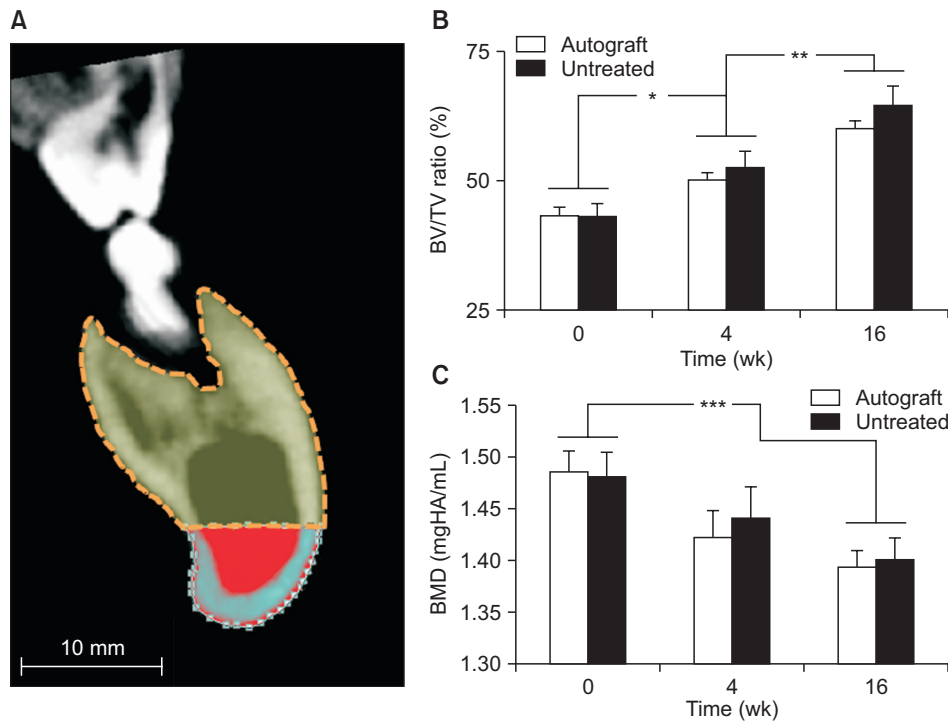 A
10 mm
B
Autograft
Untreated
BV/TV ratio (%)
75
50
25
*
**
0 4 16
Time (wk)
C
Autograft
Untreated
BMD (mgHA/mL)
1.55
1.50
1.45
1.40
1.35
1.30
***
0 4 16
Time (wk)